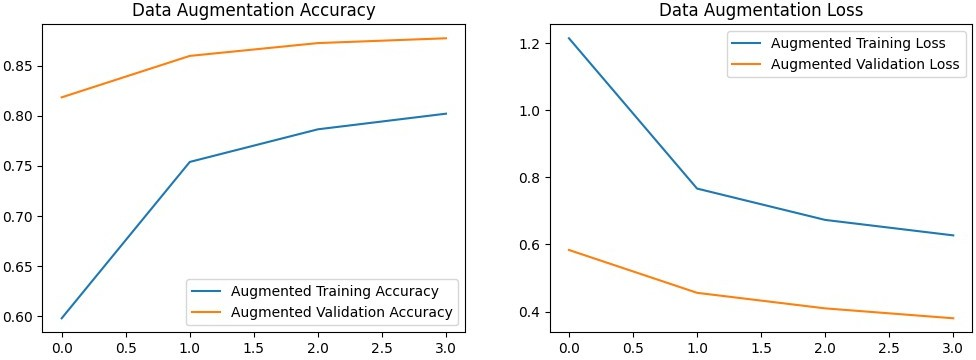 Data Augmentation Accuracy
0.85
0.80
0.75
0.70
0.65
0.60
Augmented Training Accuracy
Augmented Validation Accuracy
0.0 0.5 1.0 1.5 2.0 2.5 3.0
Data Augmentation Loss
1.2
1.0
0.8
0.6
0.4
Augmented Training Loss
Augmented Validation Loss
0.0 0.5 1.0 1.5 2.0 2.5 3.0